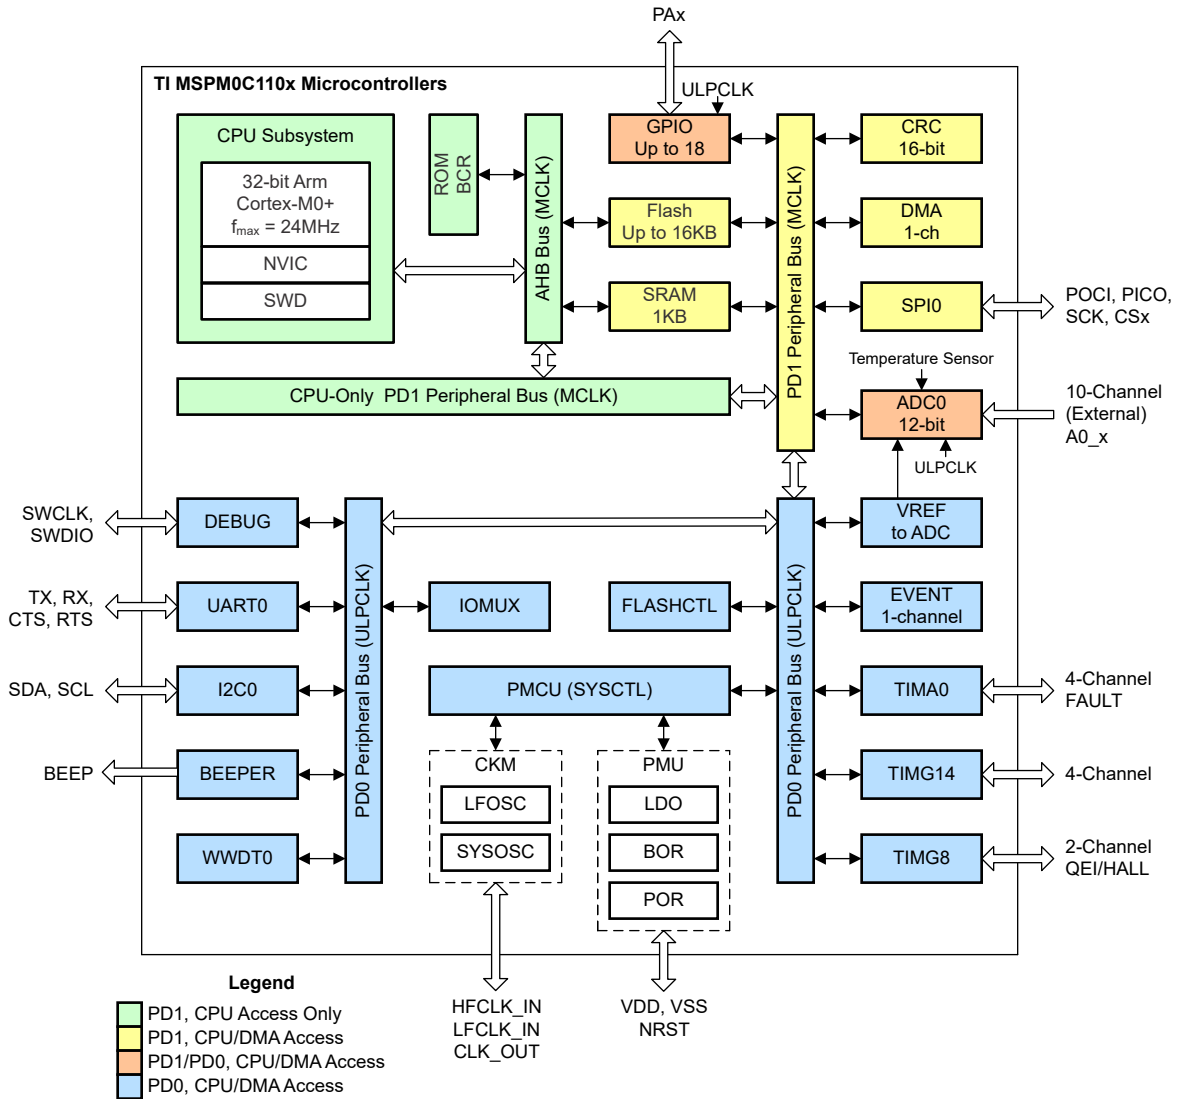 PAx
TI MSPM0C110x Microcontrollers
ULPCLK
CPU Subsystem
32-bit Arm
Cortex-M0+
fmax = 24MHz
NVIC
SWD
ROM
BCR
AHB Bus (MCLK)
GPIO
Up to 18
Flash
Up to 16KB
SRAM
1KB
PD1 Peripheral Bus (MCLK)
CRC
16-bit
DMA
1-ch
SPI0
POCI, PICO,
SCK, CSx
CPU-Only PD1 Peripheral Bus (MCLK)
Temperature Sensor
ADC0
12-bit
ULPCLK
10-Channel
(External)
A0_x
SWCLK,
SWDIO
DEBUG
TX, RX,
CTS, RTS
UART0
SDA, SCL
I2C0
BEEP
BEEPER
WWDT0
PD0 Peripheral Bus (ULPCLK)
IOMUX
FLASHCTL
PMCU (SYSCTL)
CKM
LFOSC
SYSOSC
PMU
LDO
BOR
POR
PD0 Peripheral Bus (ULPCLK)
VREF
to ADC
EVENT
1-channel
TIMA0
4-Channel
FAULT
TIMG14
4-Channel
TIMG8
2-Channel
QEI/HALL
HFCLK_IN
LFCLK_IN
CLK_OUT
VDD, VSS
NRST
Legend
PD1, CPU Access Only
PD1, CPU/DMA Access
PD1/PD0, CPU/DMA Access
PD0, CPU/DMA Access